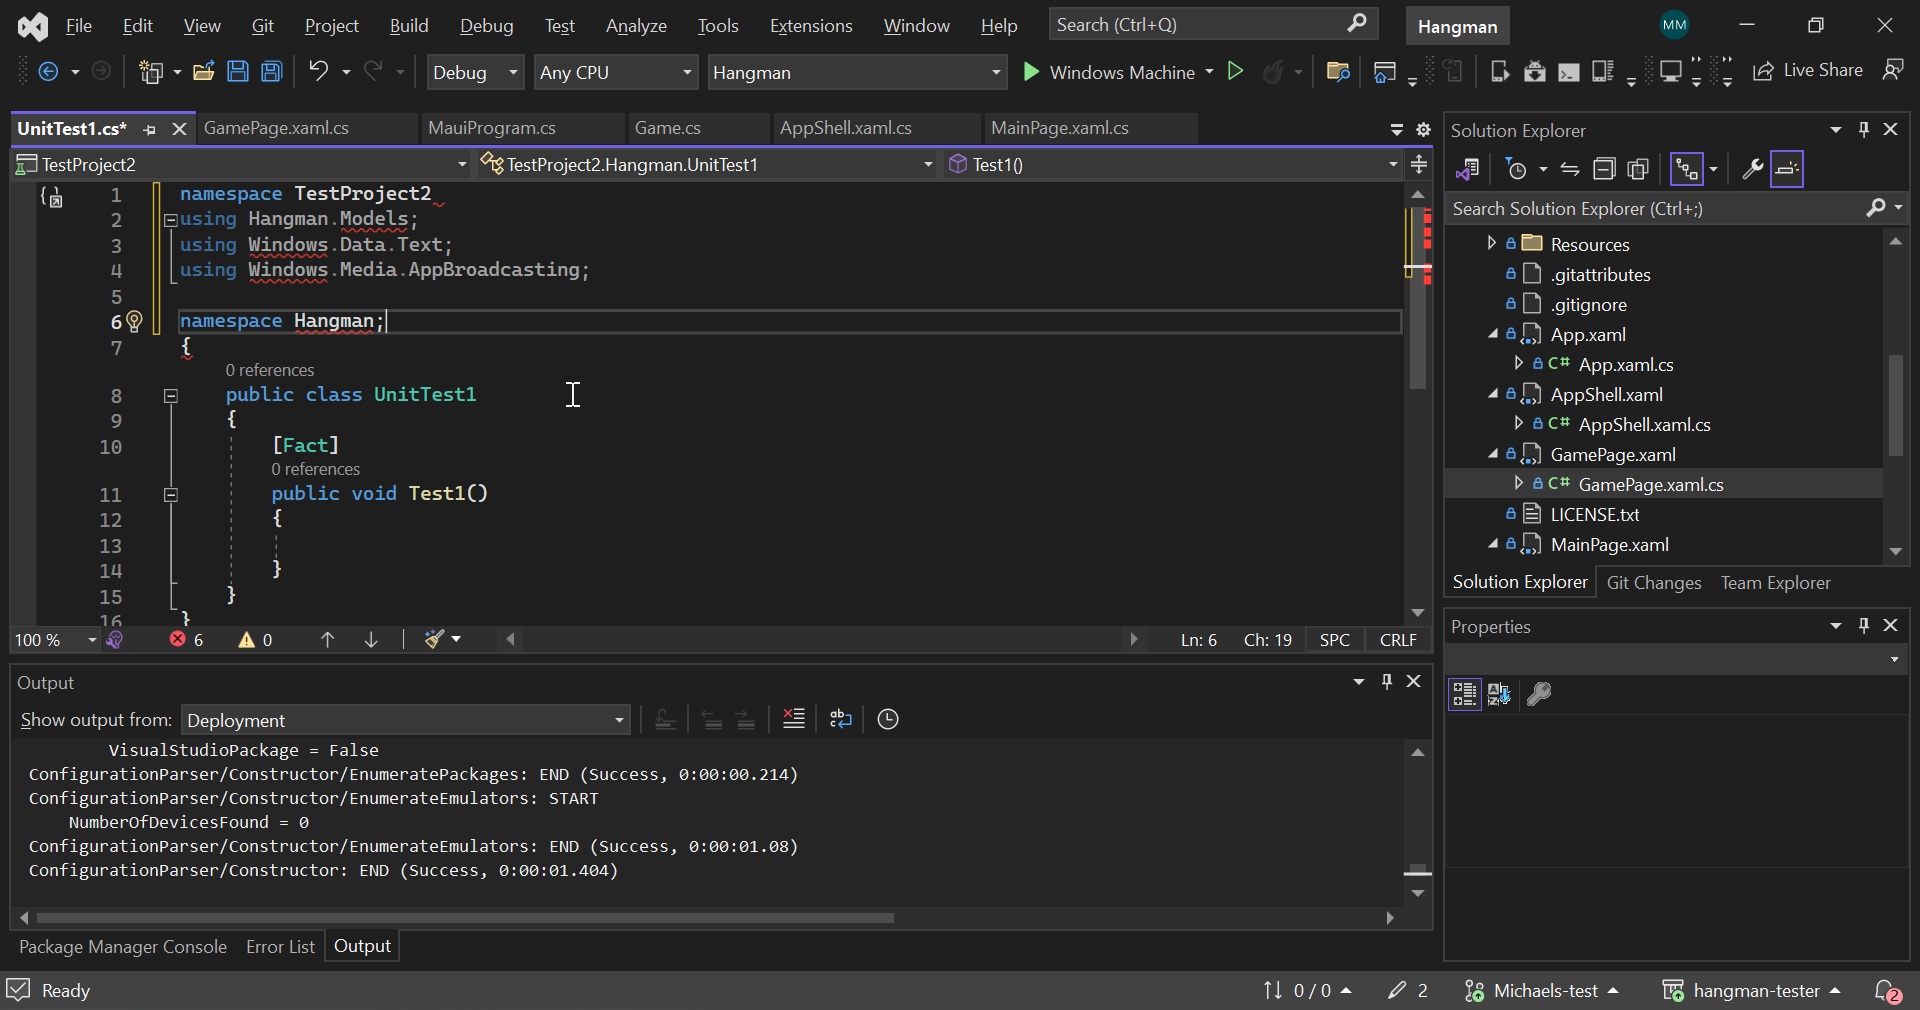 File Edit View Git Project Build Debug Test Analyze Tools Extensions Window Help Search (Ctrl+Q) Hangman MM
Debug Any CPU Hangman Windows Machine Live Share
UnitTest1.cs* GamePage.xaml.cs MauiProgram.cs Game.cs AppShell.xaml.cs MainPage.xaml.cs
TestProject2 TestProject2.Hangman.UnitTest1 Test1()
1 namespace TestProject2
2 using Hangman.Models;
3 using Windows.Data.Text;
4 using Windows.Media.AppBroadcasting;
5
6 namespace Hangman;
7 {
0 references
8 public class UnitTest1
9 {
10 [Fact]
0 references
11 public void Test1()
12 {
13
14 }
15 }
16 }
100 % 6 0 Ln: 6 Ch: 19 SPC CRLF
Output
Show output from: Deployment
VisualStudioPackage = False
ConfigurationParser/Constructor/EnumeratePackages: END (Success, 0:00:00.214)
ConfigurationParser/Constructor/EnumerateEmulators: START
NumberOfDevicesFound = 0
ConfigurationParser/Constructor/EnumerateEmulators: END (Success, 0:00:01.08)
ConfigurationParser/Constructor: END (Success, 0:00:01.404)
Package Manager Console Error List Output
Solution Explorer
Search Solution Explorer (Ctrl+;)
Resources
.gitattributes
.gitignore
App.xaml
C# App.xaml.cs
AppShell.xaml
C# AppShell.xaml.cs
GamePage.xaml
C# GamePage.xaml.cs
LICENSE.txt
MainPage.xaml
Solution Explorer Git Changes Team Explorer
Properties
Ready 0 / 0 2 Michaels-test hangman-tester 2